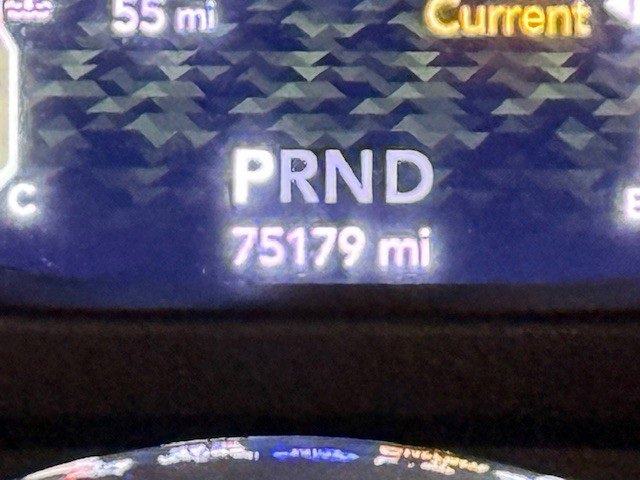 55 mi
Current
PRND
C
E
75179 mi